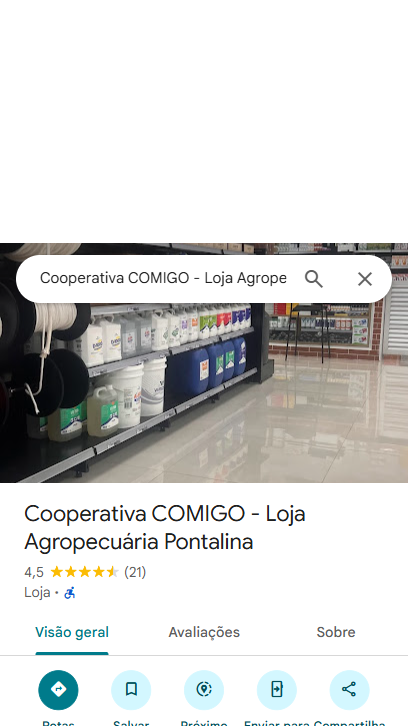 Cooperativa COMIGO - Loja Agrope
Cooperativa COMIGO - Loja
Agropecuária Pontalina
4,5 (21)
Loja ·
Visão geral Avaliações Sobre
Rotas Salvar Próximo Enviar para Compartilha